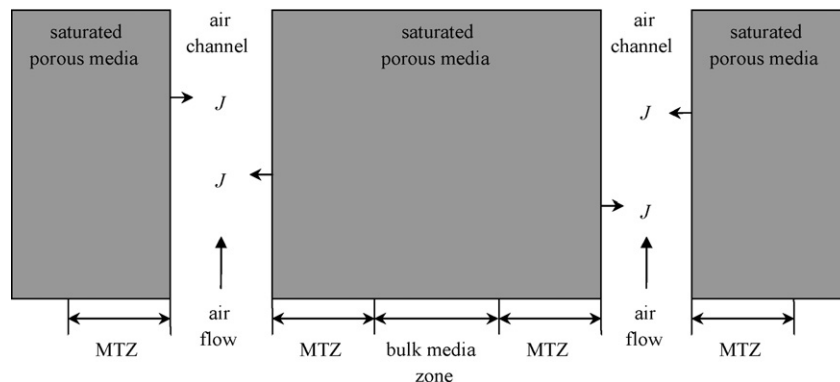 saturated
porous media
air
channel
saturated
porous media
air
channel
saturated
porous media
J
J
J
J
air
flow
air
flow
MTZ
MTZ
bulk media
zone
MTZ
MTZ